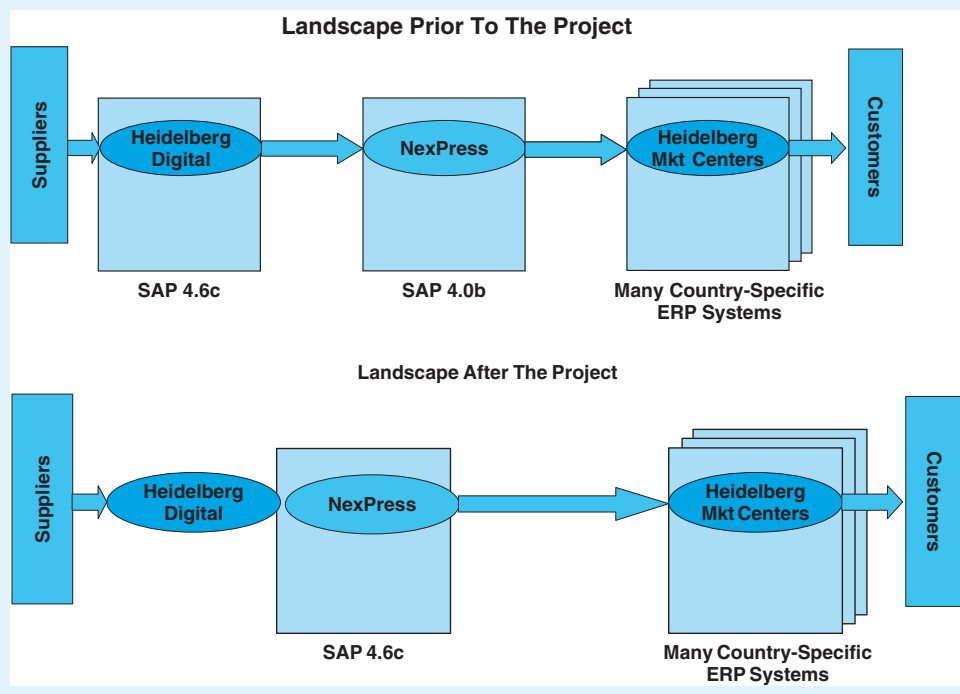 Landscape Prior To The Project
Suppliers
Heidelberg
Digital
NexPress
Heidelberg
Mkt Centers
Customers
SAP 4.6c
SAP 4.0b
Many Country-Specific
ERP Systems
Landscape After The Project
Suppliers
Heidelberg
Digital
NexPress
Heidelberg
Mkt Centers
Customers
SAP 4.6c
Many Country-Specific
ERP Systems